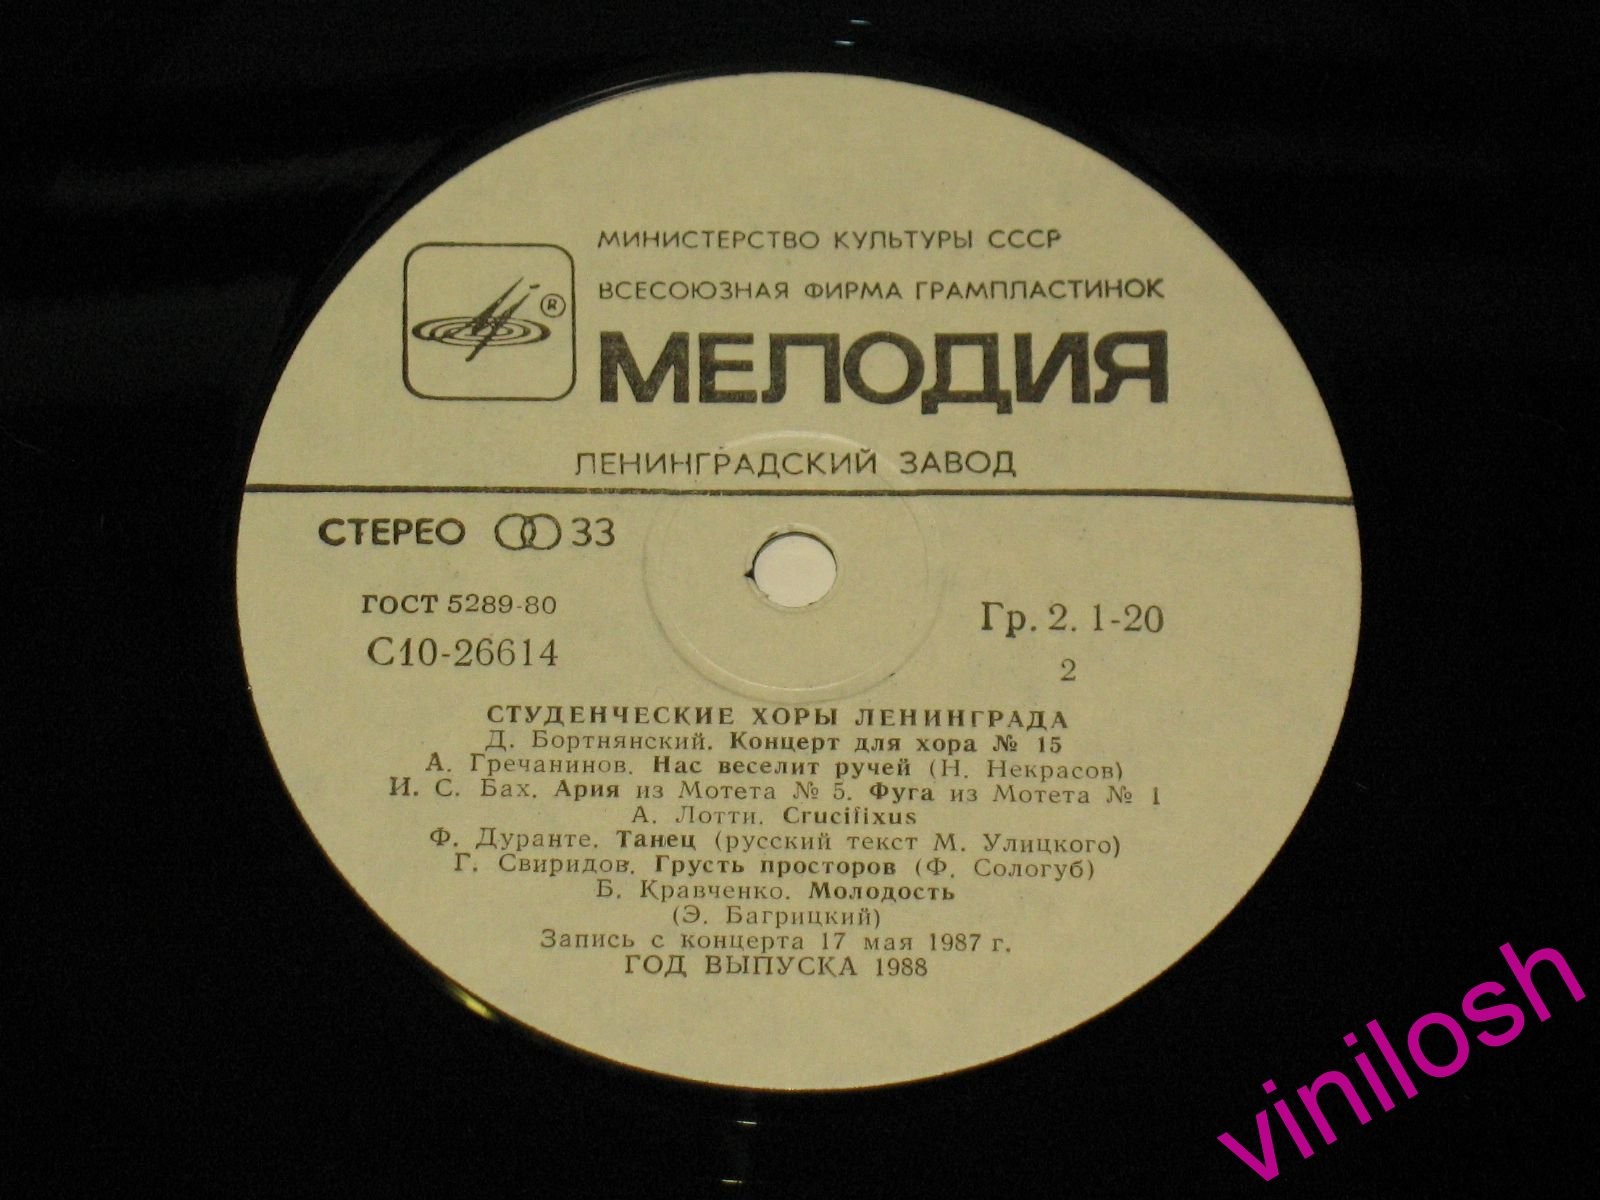 МИНИСТЕРСТВО КУЛЬТУРЫ СССР
ВСЕСОЮЗНАЯ ФИРМА ГРАМПЛАСТИНОК
®
МЕЛОДИЯ
ЛЕНИНГРАДСКИЙ ЗАВОД
СТЕРЕО 33
ГОСТ 5289-80
С10-26614
Гр. 2. 1-20
2
СТУДЕНЧЕСКИЕ ХОРЫ ЛЕНИНГРАДА
Д. Бортнянский. Концерт для хора № 15
А. Гречанинов. Нас веселит ручей (Н. Некрасов)
И. С. Бах. Ария из Мотета № 5. Фуга из Мотета № 1
А. Лотти. Crucifixus
Ф. Дуранте. Танец (русский текст М. Улицкого)
Г. Свиридов. Грусть просторов (Ф. Сологуб)
Б. Кравченко. Молодость
(Э. Багрицкий)
Запись с концерта 17 мая 1987 г.
ГОД ВЫПУСКА 1988
vinilosh